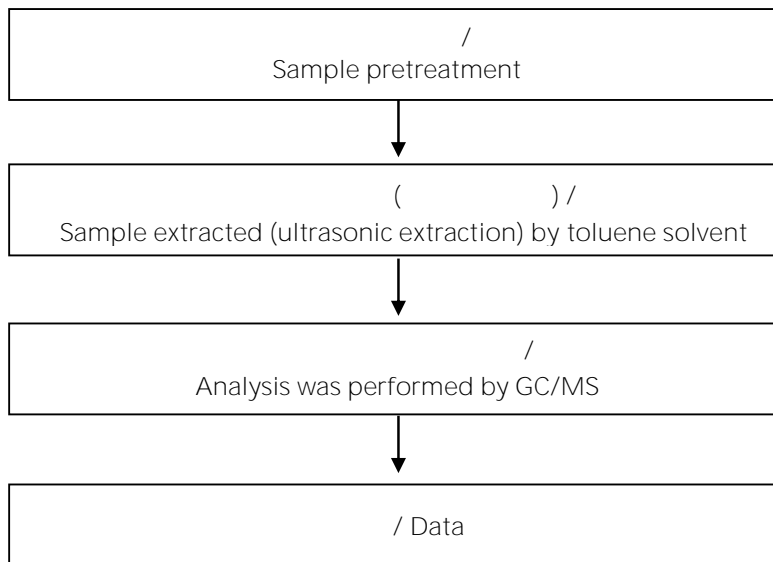 /
Sample pretreatment
( ) /
Sample extracted (ultrasonic extraction) by toluene solvent
/
Analysis was performed by GC/MS
/ Data